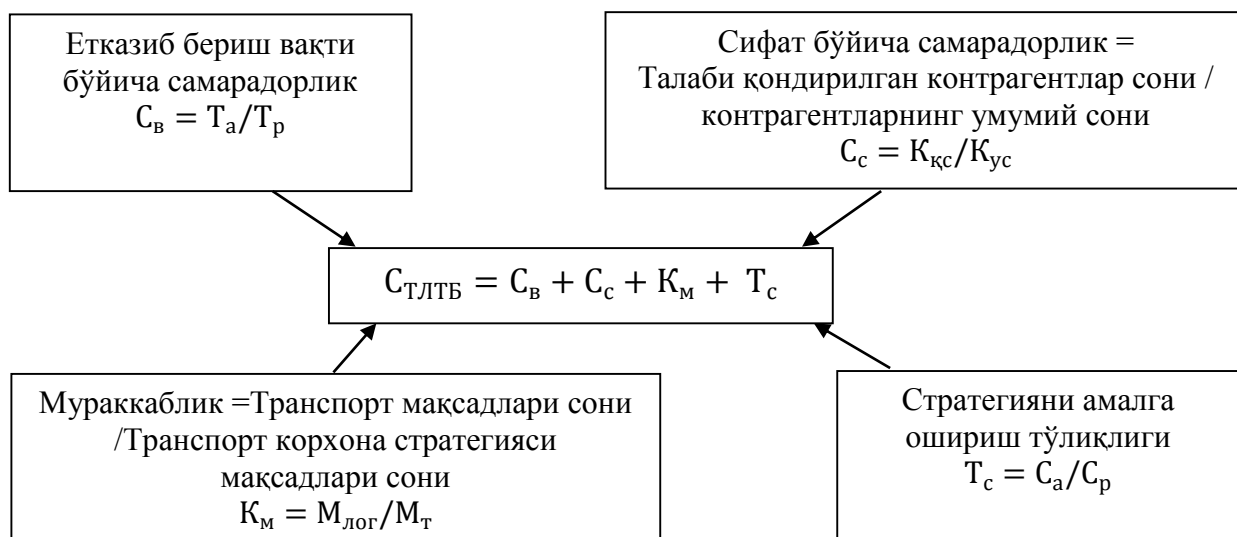 Етказиб бериш вақти
бўйича самарадорлик
С_в = Т_а/Т_р
Сифат бўйича самарадорлик =
Талаби қондирилган контрагентлар сони /
контрагентларнинг умумий сони
С_с = К_қс/К_ус
С_ТЛТБ = С_в + С_с + К_м + Т_с
Мураккаблик =Транспорт мақсадлари сони
/Транспорт корхона стратегияси
мақсадлари сони
К_м = М_лог/М_т
Стратегияни амалга
ошириш тўлиқлиги
Т_с = С_а/С_р